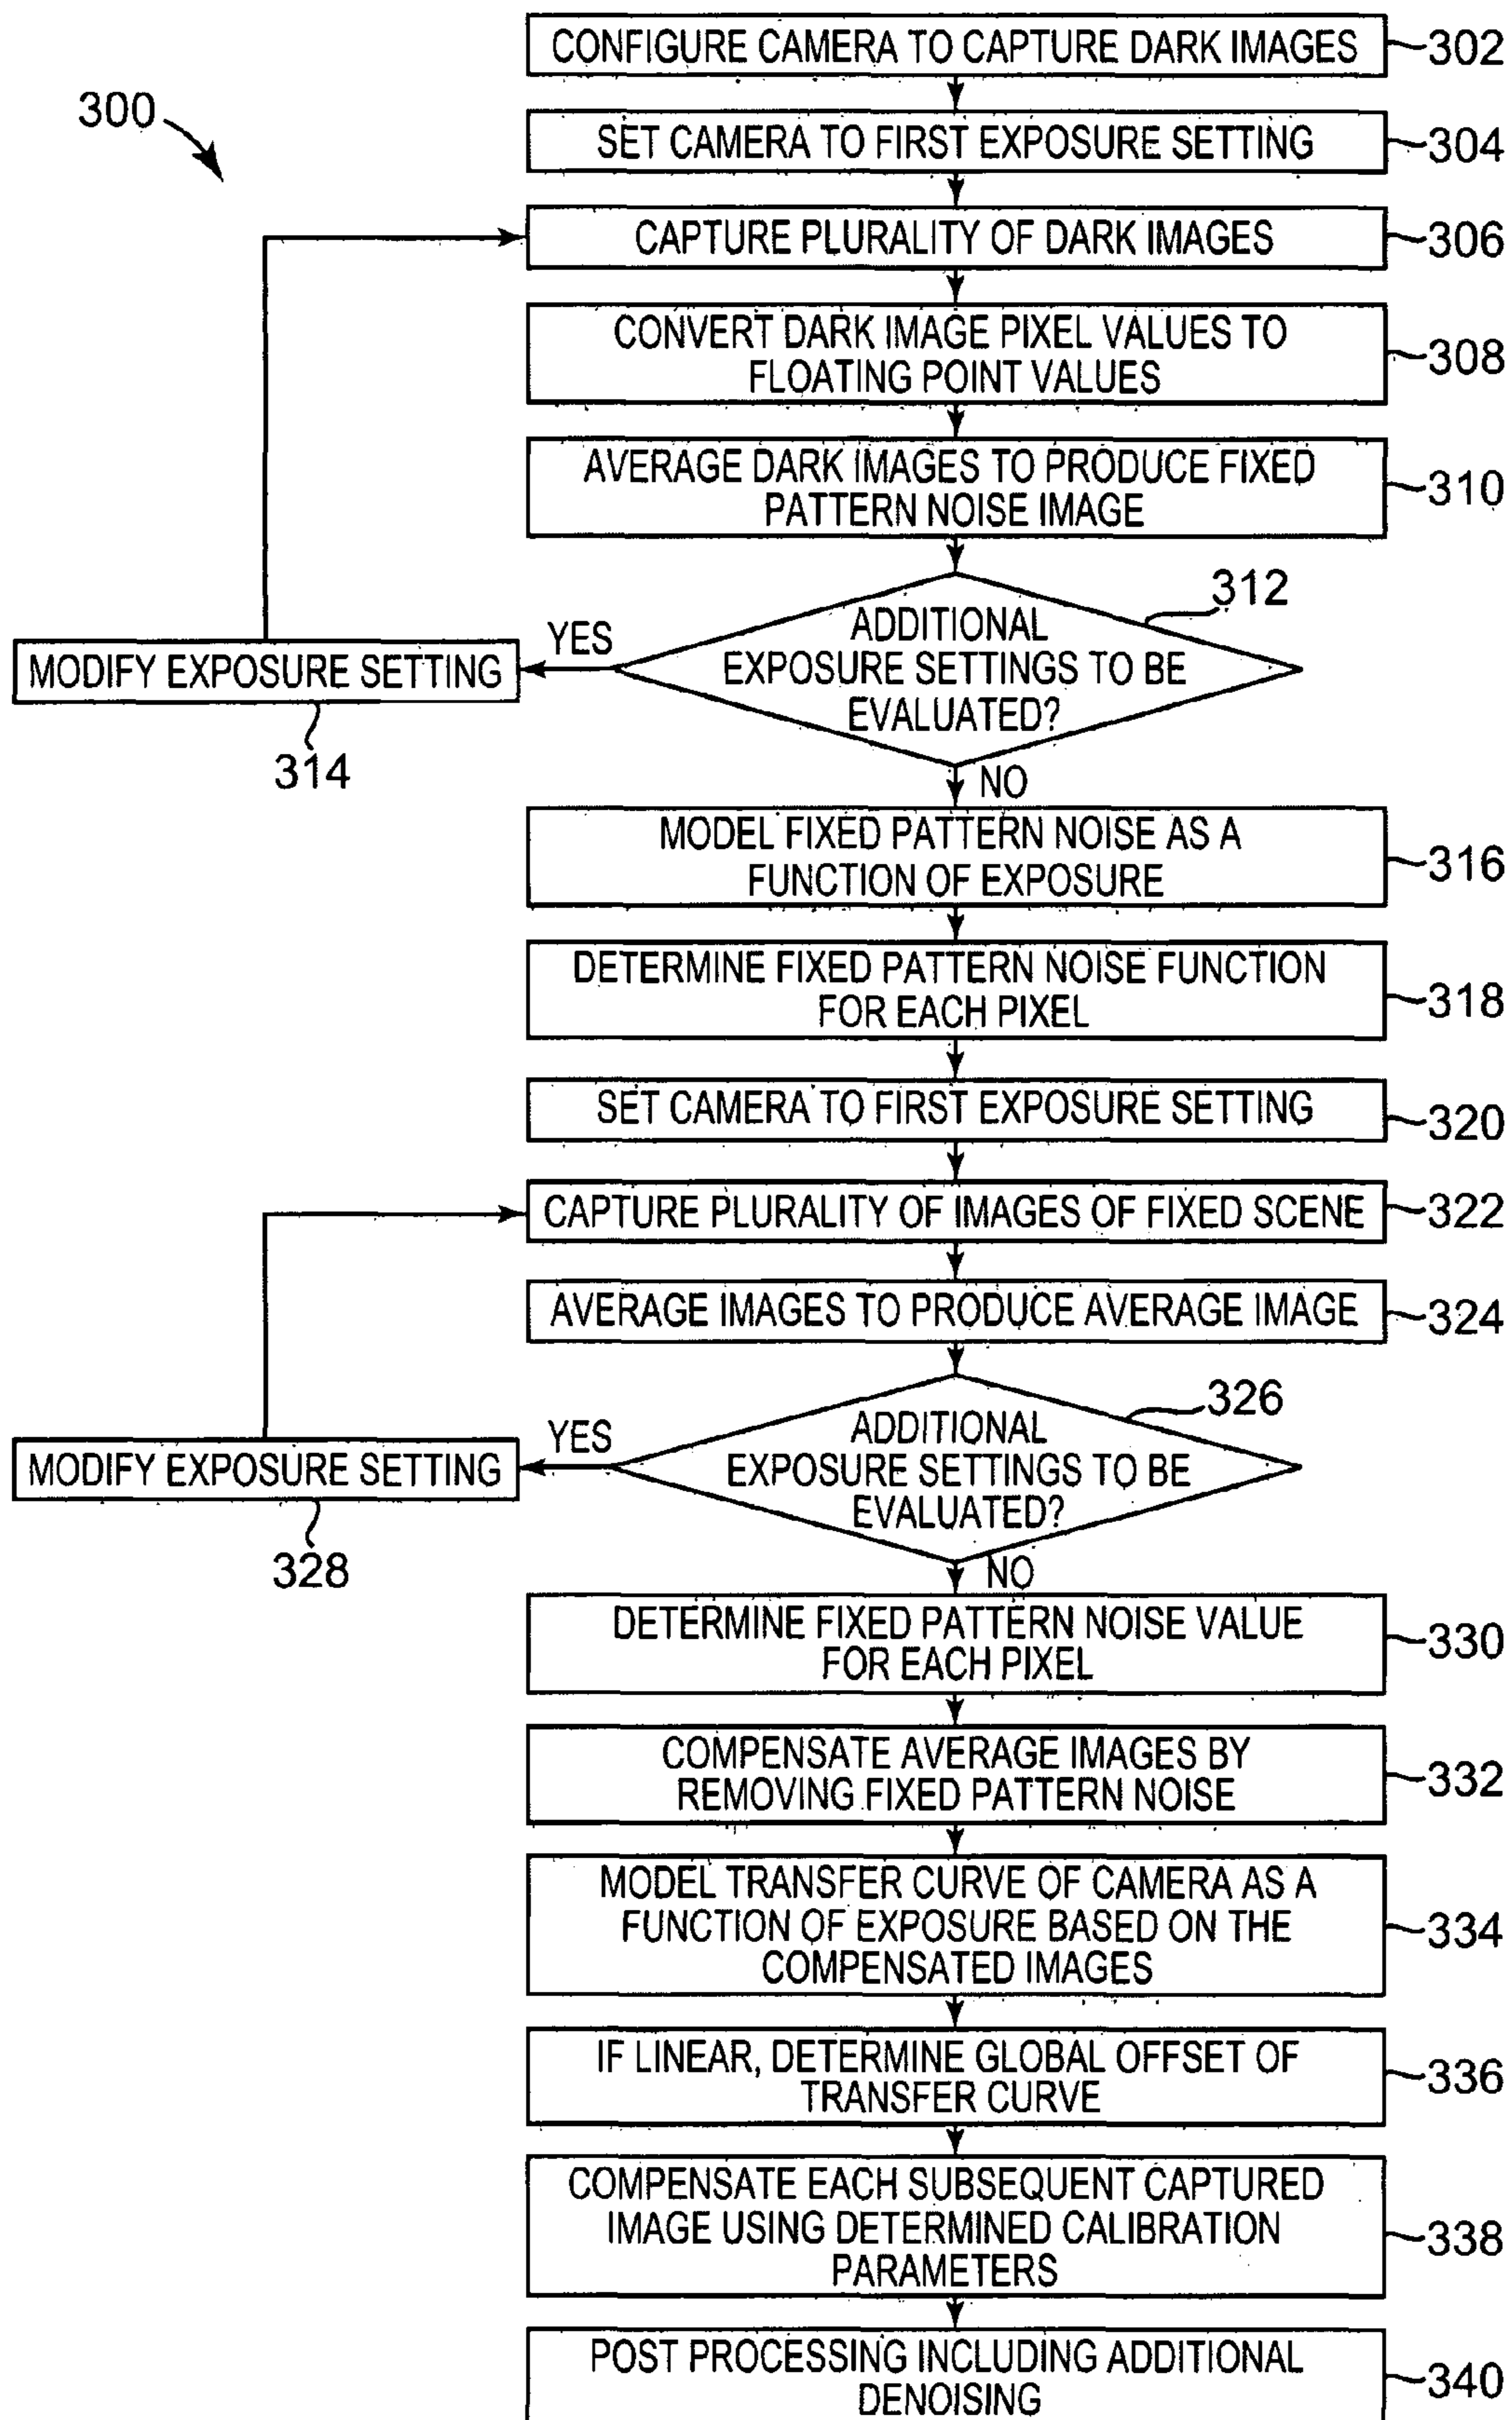 CONFIGURE CAMERA TO CAPTURE DARK IMAGES
302
300
SET CAMERA TO FIRST EXPOSURE SETTING
304
CAPTURE PLURALITY OF DARK IMAGES
306
CONVERT DARK IMAGE PIXEL VALUES TO
FLOATING POINT VALUES
308
AVERAGE DARK IMAGES TO PRODUCE FIXED
PATTERN NOISE IMAGE
310
312
ADDITIONAL
EXPOSURE SETTINGS TO BE
EVALUATED?
YES
MODIFY EXPOSURE SETTING
314
NO
MODEL FIXED PATTERN NOISE AS A
FUNCTION OF EXPOSURE
316
DETERMINE FIXED PATTERN NOISE FUNCTION
FOR EACH PIXEL
318
SET CAMERA TO FIRST EXPOSURE SETTING
320
CAPTURE PLURALITY OF IMAGES OF FIXED SCENE
322
AVERAGE IMAGES TO PRODUCE AVERAGE IMAGE
324
326
ADDITIONAL
EXPOSURE SETTINGS TO BE
EVALUATED?
YES
MODIFY EXPOSURE SETTING
328
NO
DETERMINE FIXED PATTERN NOISE VALUE
FOR EACH PIXEL
330
COMPENSATE AVERAGE IMAGES BY
REMOVING FIXED PATTERN NOISE
332
MODEL TRANSFER CURVE OF CAMERA AS A
FUNCTION OF EXPOSURE BASED ON THE
COMPENSATED IMAGES
334
IF LINEAR, DETERMINE GLOBAL OFFSET OF
TRANSFER CURVE
336
COMPENSATE EACH SUBSEQUENT CAPTURED
IMAGE USING DETERMINED CALIBRATION
PARAMETERS
338
POST PROCESSING INCLUDING ADDITIONAL
DENOISING
340